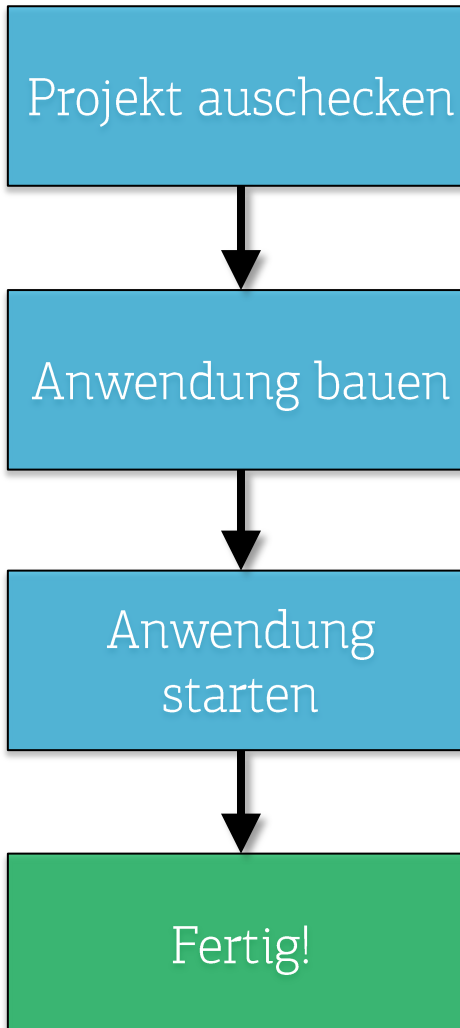 Projekt auschecken
Anwendung bauen
Anwendung
starten
Fertig!